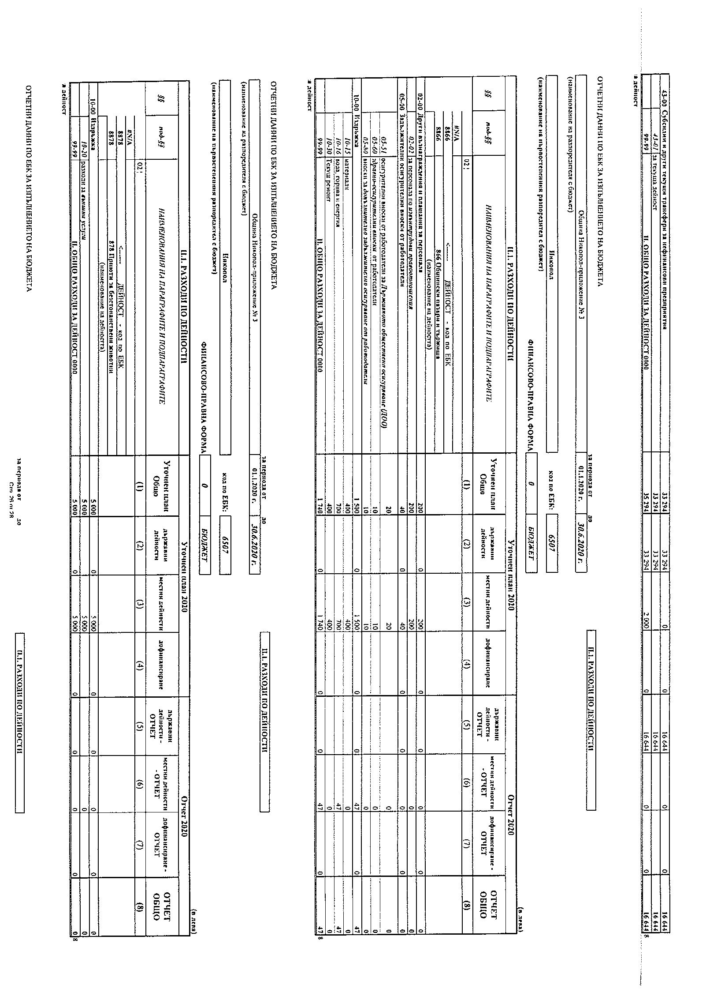 43-00 Субсидии и други текущи трансфери за нефинансови предприятия 33 294 33 294 0 0 16 644 0 0 16 644
43-01 за текуща дейност 33 294 33 294 16 644 16 644
99-99 II. ОБЩО РАЗХОДИ ЗА ДЕЙНОСТ 0000 35 294 33 294 2 000 0 16 644 0 0 16 644 8
а дейност
ОТЧЕТНИ ДАННИ ПО ЕБК ЗА ИЗПЪЛНЕНИЕТО НА БЮДЖЕТА
за периода от до II.1. РАЗХОДИ ПО ДЕЙНОСТИ
Община Никопол-приложение № 3 01.1.2020 г. 30.6.2020 г.
(наименование на разпоредителя с бюджет)
Никопол код по ЕБК: 6507
(наименование на първостепенния разпоредител с бюджет)
ФИНАНСОВО-ПРАВНА ФОРМА 0 БЮДЖЕТ
(в лева)
II.1. РАЗХОДИ ПО ДЕЙНОСТИ Уточнен план 2020 Отчет 2020
§§ под-§§ НАИМЕНОВАНИЯ НА ПАРАГРАФИТЕ И ПОДПАРАГРАФИТЕ Уточнен план Общо държавни дейности местни дейности дофинансиране държавни дейности - ОТЧЕТ местни дейности - ОТЧЕТ дофинансиране - ОТЧЕТ ОТЧЕТ ОБЩО
02! (1) (2) (3) (4) (5) (6) (7) (8)
#N/A
8866 <------ ДЕЙНОСТ - код по ЕБК
8866 866 Общински пазари и тържища
(наименование на дейността)
02-00 Други възнаграждения и плащания за персонала 200 0 200 0 0 0 0 0
02-02 за персонала по извънтрудови правоотношения 200 200 0 0
05-00 Задължителни осигурителни вноски от работодатели 40 0 40 0 0 0 0 0
05-51 осигурителни вноски от работодатели за Държавното обществено осигуряване (ДОО) 20 20 0 0
05-60 здравно-осигурителни вноски от работодатели 10 10 0 0
05-80 вноски за допълнително задължително осигуряване от работодатели 10 10 0 0
10-00 Издръжка 1 500 0 1 500 0 0 47 0 47
10-15 материали 400 400 0 0
10-16 вода, горива и енергия 700 700 47 47
10-30 Текущ ремонт 400 400 0 0
99-99 II. ОБЩО РАЗХОДИ ЗА ДЕЙНОСТ 0000 1 740 0 1 740 0 0 47 0 47 8
а дейност
ОТЧЕТНИ ДАННИ ПО ЕБК ЗА ИЗПЪЛНЕНИЕТО НА БЮДЖЕТА
за периода от до II.1. РАЗХОДИ ПО ДЕЙНОСТИ
Община Никопол-приложение № 3 01.1.2020 г. 30.6.2020 г.
(наименование на разпоредителя с бюджет)
Никопол код по ЕБК: 6507
(наименование на първостепенния разпоредител с бюджет)
ФИНАНСОВО-ПРАВНА ФОРМА 0 БЮДЖЕТ
(в лева)
II.1. РАЗХОДИ ПО ДЕЙНОСТИ Уточнен план 2020 Отчет 2020
§§ под-§§ НАИМЕНОВАНИЯ НА ПАРАГРАФИТЕ И ПОДПАРАГРАФИТЕ Уточнен план Общо държавни дейности местни дейности дофинансиране държавни дейности - ОТЧЕТ местни дейности - ОТЧЕТ дофинансиране - ОТЧЕТ ОТЧЕТ ОБЩО
02! (1) (2) (3) (4) (5) (6) (7) (8)
#N/A
8878 <------ ДЕЙНОСТ - код по ЕБК
8878 878 Приюти за безстопанствени животни
(наименование на дейността)
10-00 Издръжка 5 000 0 5 000 0 0 0 0 0
10-20 разходи за външни услуги 5 000 5 000 0 0
99-99 II. ОБЩО РАЗХОДИ ЗА ДЕЙНОСТ 0000 5 000 0 5 000 0 0 0 0 0 8
а дейност
ОТЧЕТНИ ДАННИ ПО ЕБК ЗА ИЗПЪЛНЕНИЕТО НА БЮДЖЕТА
за периода от до II.1. РАЗХОДИ ПО ДЕЙНОСТИ
Стр. 26 от 28